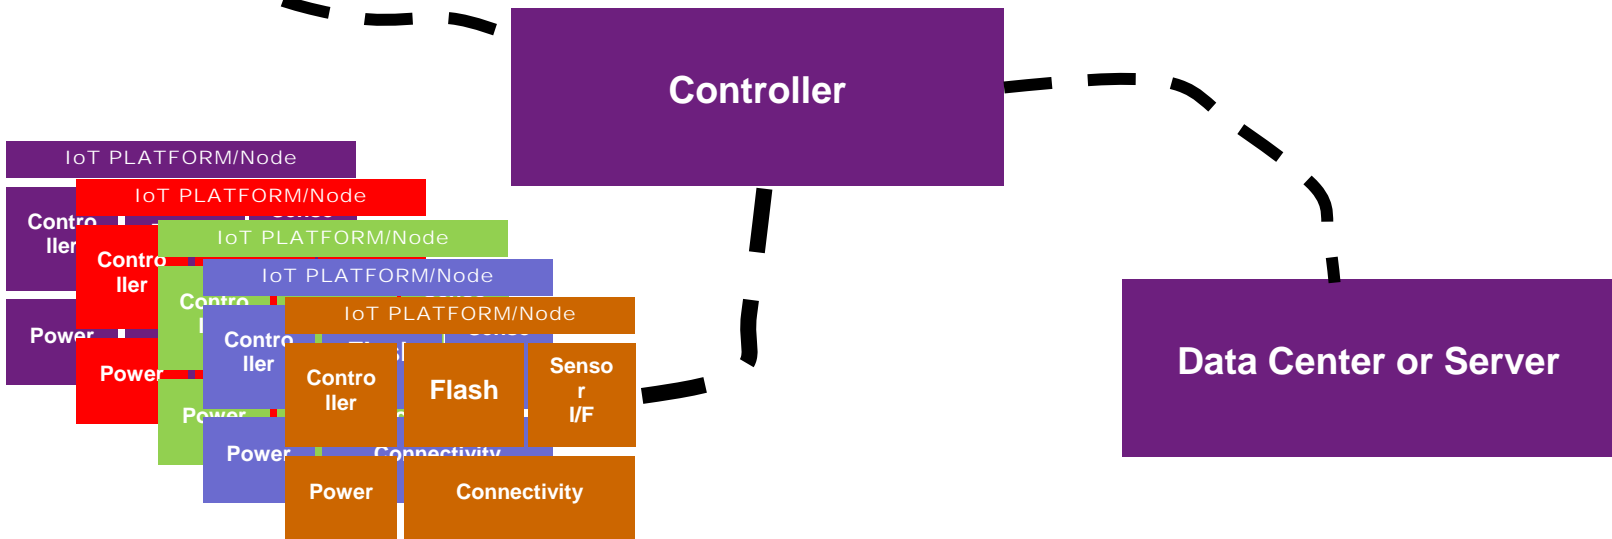 Controller
IoT PLATFORM/Node
Contro
ller
Power
IoT PLATFORM/Node
Contro
ller
Power
IoT PLATFORM/Node
Contro
Power
IoT PLATFORM/Node
Contro
ller
Power
Connectivity
IoT PLATFORM/Node
Contro
ller
Flash
Senso
r
I/F
Power
Connectivity
Data Center or Server